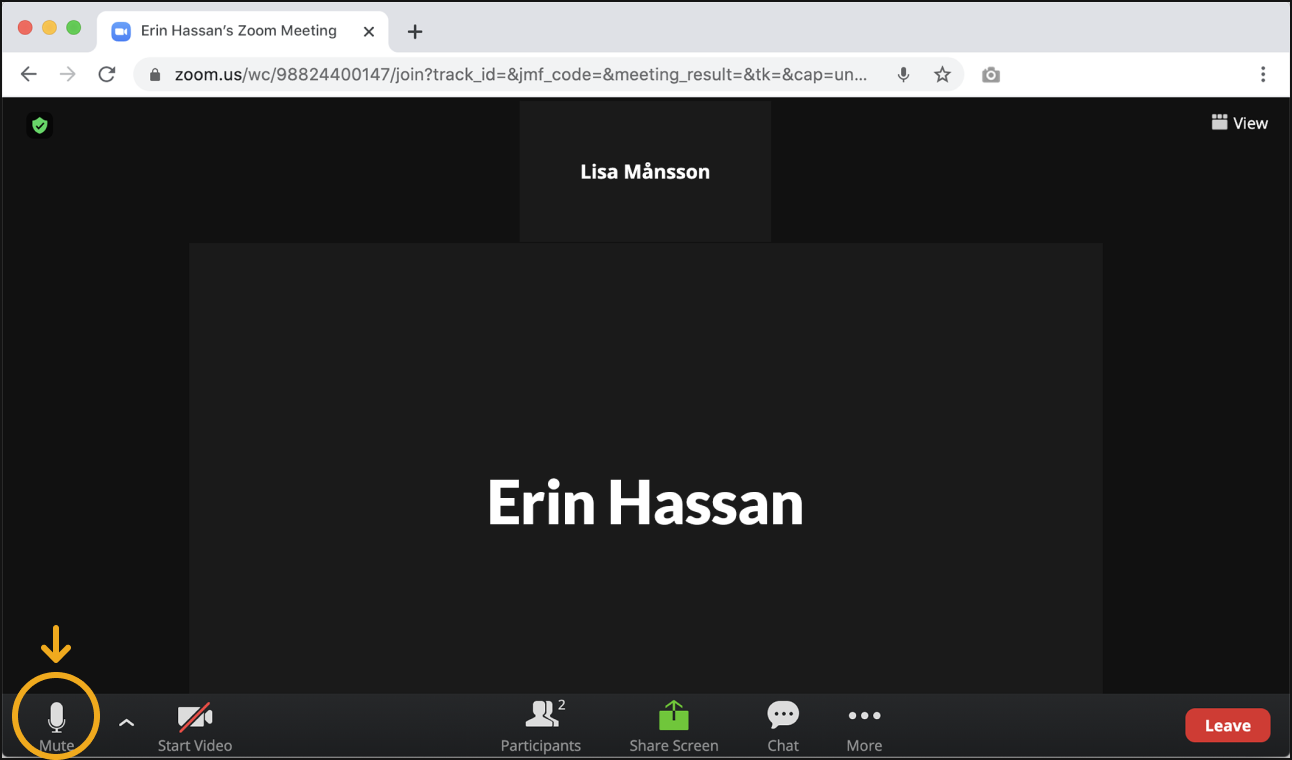 Erin Hassan's Zoom Meeting
zoom.us/wc/98824400147/join?track_id=&jmf_code=&meeting_result=&tk=&cap=un...
View
Lisa Månsson
Erin Hassan
Mute
Start Video
Participants
2
Share Screen
Chat
More
Leave